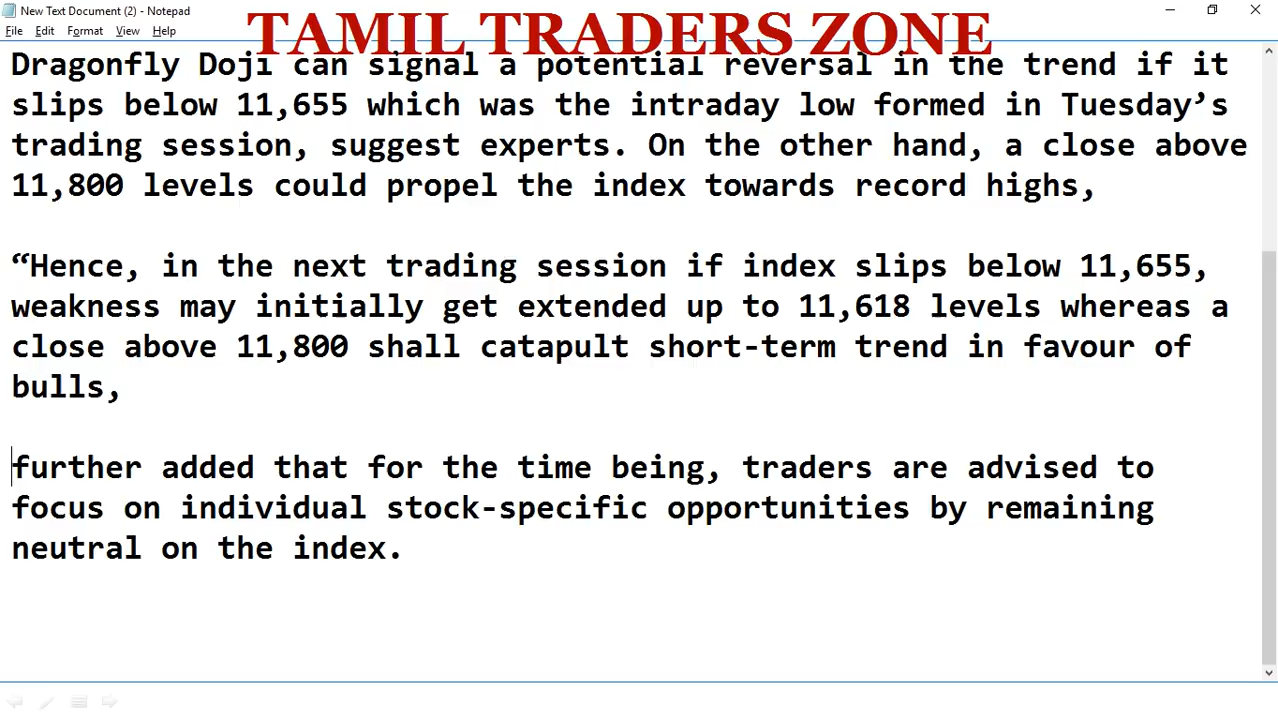 New Text Document (2) - Notepad
File Edit Format View Help
TAMIL TRADERS ZONE
Dragonfly Doji can signal a potential reversal in the trend if it
slips below 11,655 which was the intraday low formed in Tuesday’s
trading session, suggest experts. On the other hand, a close above
11,800 levels could propel the index towards record highs,
“Hence, in the next trading session if index slips below 11,655,
weakness may initially get extended up to 11,618 levels whereas a
close above 11,800 shall catapult short-term trend in favour of
bulls,
further added that for the time being, traders are advised to
focus on individual stock-specific opportunities by remaining
neutral on the index.